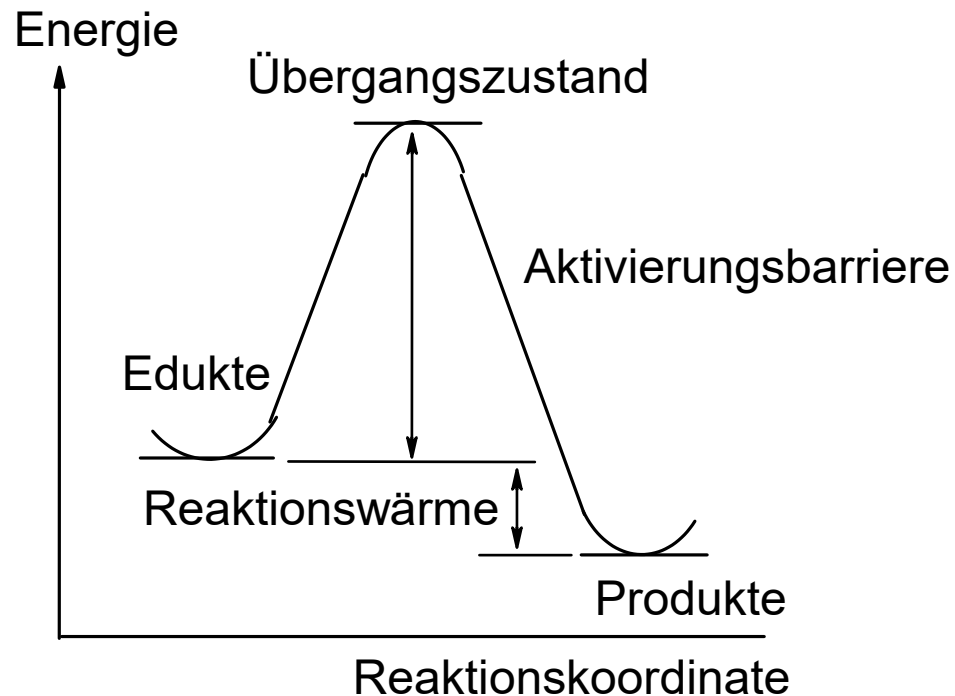 Energie
Übergangszustand
Aktivierungsbarriere
Edukte
Reaktionswärme
Produkte
Reaktionskoordinate